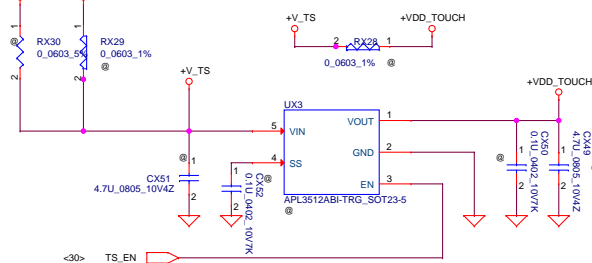 +V_TS
+VDD_TOUCH
1
1
2
RX28
1
@
RX30
0_0603_5%
@
RX29
0_0603_1%
@
0_0603_1%
@
2
2
+V_TS
+VDD_TOUCH
UX3
5
VIN
VOUT
1
4
SS
GND
2
EN
3
APL3512ABI-TRG_SOT23-5
@
@
1
CX51
4.7U_0805_10V4Z
2
1
@
CX52
0.1U_0402_10V7K
2
@
1
CX50
0.1U_0402_10V7K
2
1
CX49
4.7U_0805_10V4Z
2
<30>
TS_EN